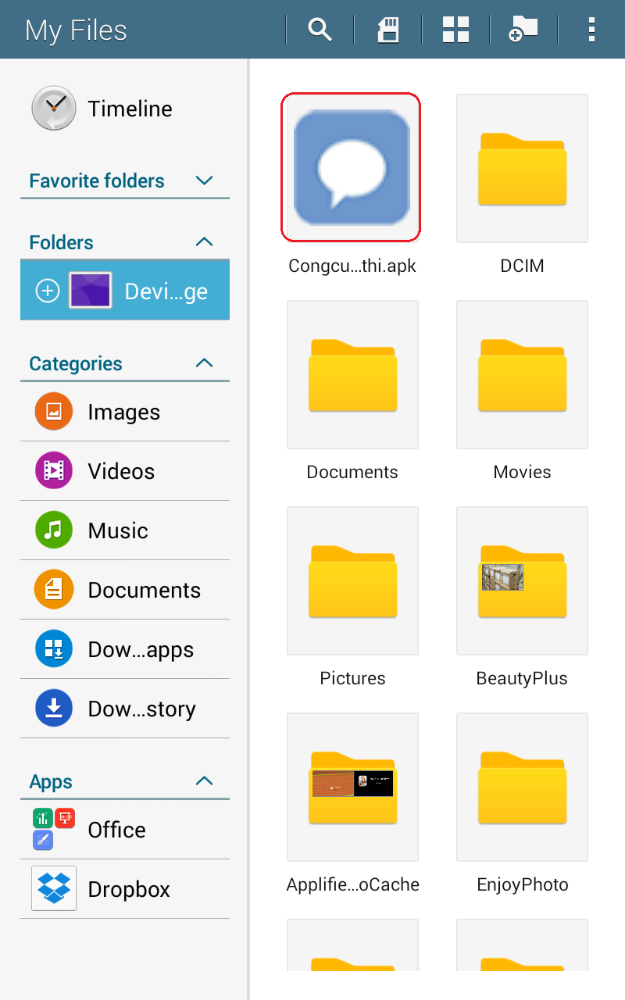 My Files
Timeline
Favorite folders
Folders
Devi...ge
Categories
Images
Videos
Music
Documents
Dow...apps
Dow...story
Apps
Office
Dropbox
Congcu...thi.apk
DCIM
Documents
Movies
Pictures
BeautyPlus
Applifie...oCache
EnjoyPhoto